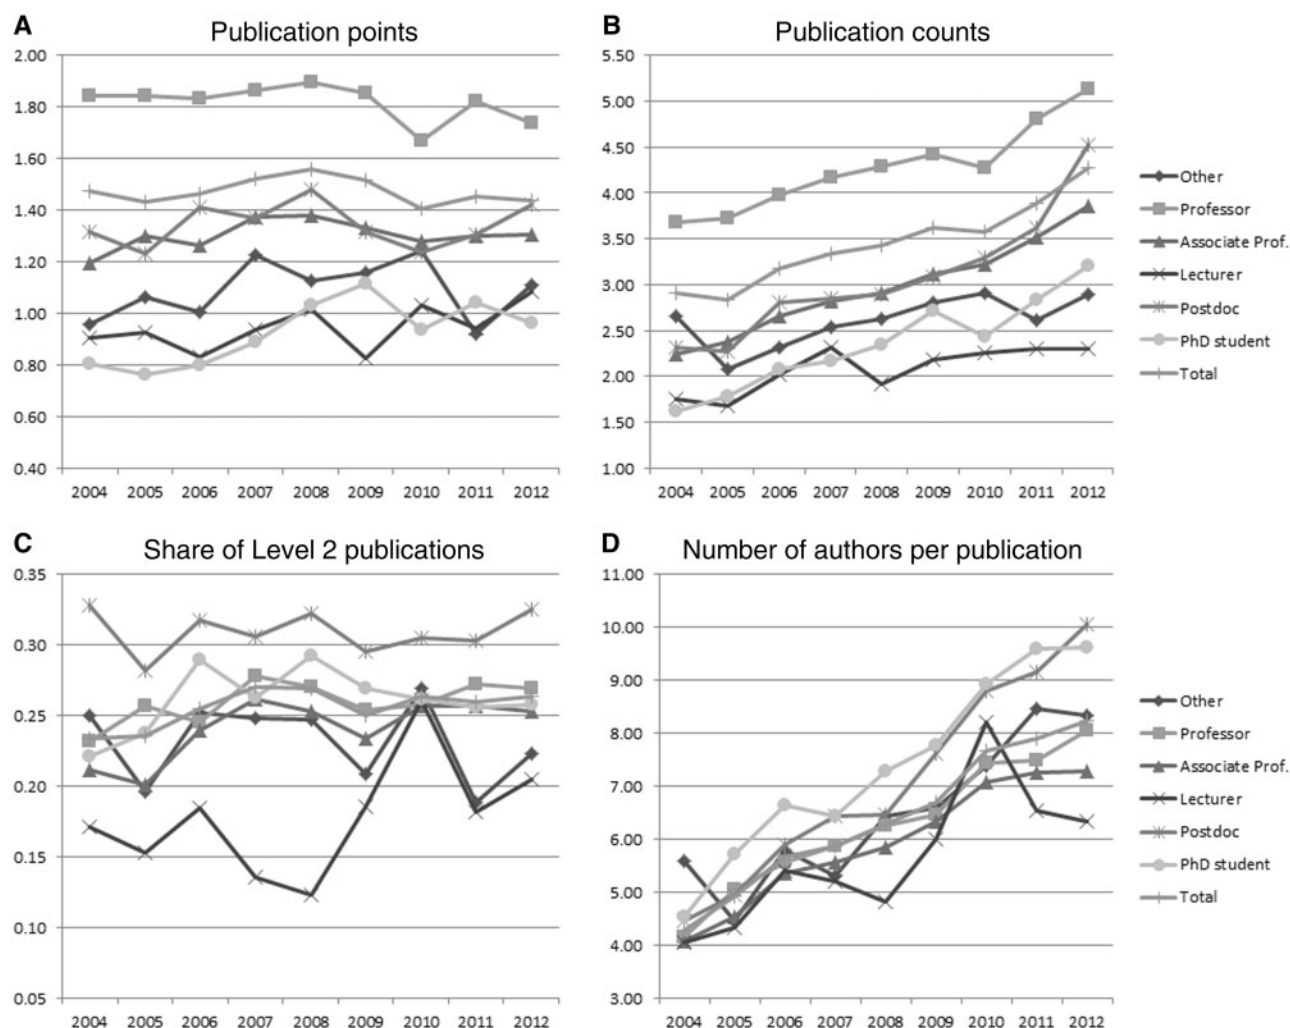 A Publication points
2.00
1.80
1.60
1.40
1.20
1.00
0.80
0.60
0.40
2004 2005 2006 2007 2008 2009 2010 2011 2012
B Publication counts
5.50
5.00
4.50
4.00
3.50
3.00
2.50
2.00
1.50
1.00
2004 2005 2006 2007 2008 2009 2010 2011 2012
Other
Professor
Associate Prof.
Lecturer
Postdoc
PhD student
Total
C Share of Level 2 publications
0.35
0.30
0.25
0.20
0.15
0.10
0.05
2004 2005 2006 2007 2008 2009 2010 2011 2012
D Number of authors per publication
11.00
10.00
9.00
8.00
7.00
6.00
5.00
4.00
3.00
2004 2005 2006 2007 2008 2009 2010 2011 2012
Other
Professor
Associate Prof.
Lecturer
Postdoc
PhD student
Total